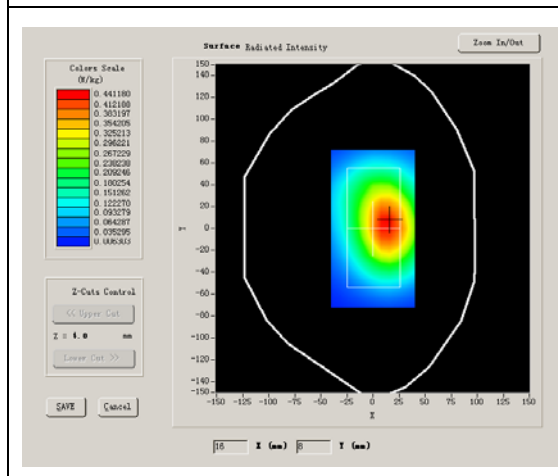 Surface Radiated Intensity
Zoom In/Out
Colors Scale
(W/kg)
0.441180
0.412188
0.383197
0.354205
0.325213
0.296221
0.267229
0.238238
0.209246
0.180254
0.151262
0.122270
0.093279
0.064287
0.035295
0.006303
Z-Cuts Control
<< Upper Cut
Z = 4.0 mm
Lower Cut >>
SAVE
Cancel
150
140
120
100
80
60
40
20
0
-20
-40
-60
-80
-100
-120
-140
-150
Y
-150 -125 -100 -75 -50 -25 0 25 50 75 100 125 150
X
16 X (mm) 8 Y (mm)